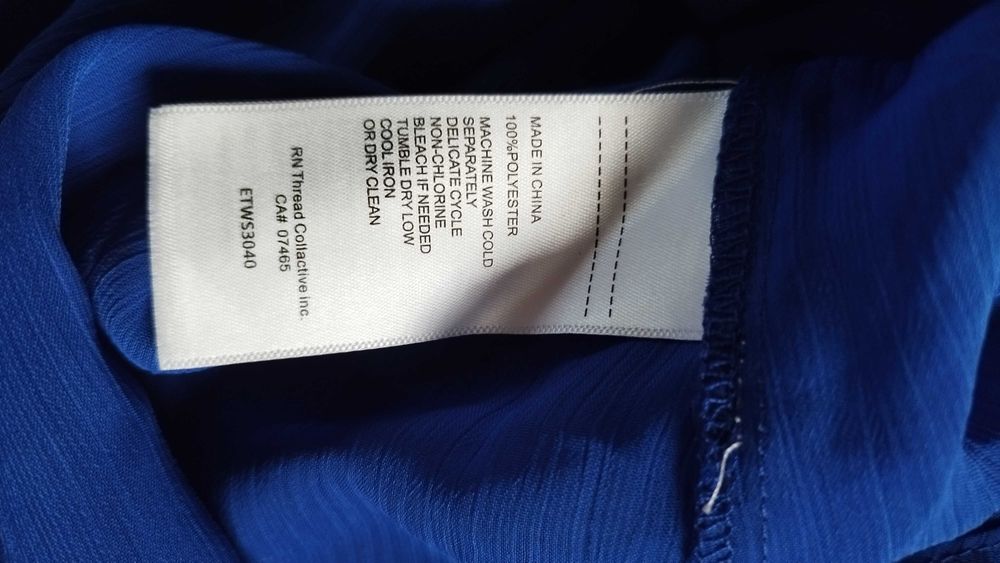 MADE IN CHINA
100%POLYESTER
MACHINE WASH COLD
SEPARATELY
DELICATE CYCLE
NON-CHLORINE
BLEACH IF NEEDED
TUMBLE DRY LOW
COOL IRON
OR DRY CLEAN
RN Thread Collactive inc.
CA# 07465
ETWS3040